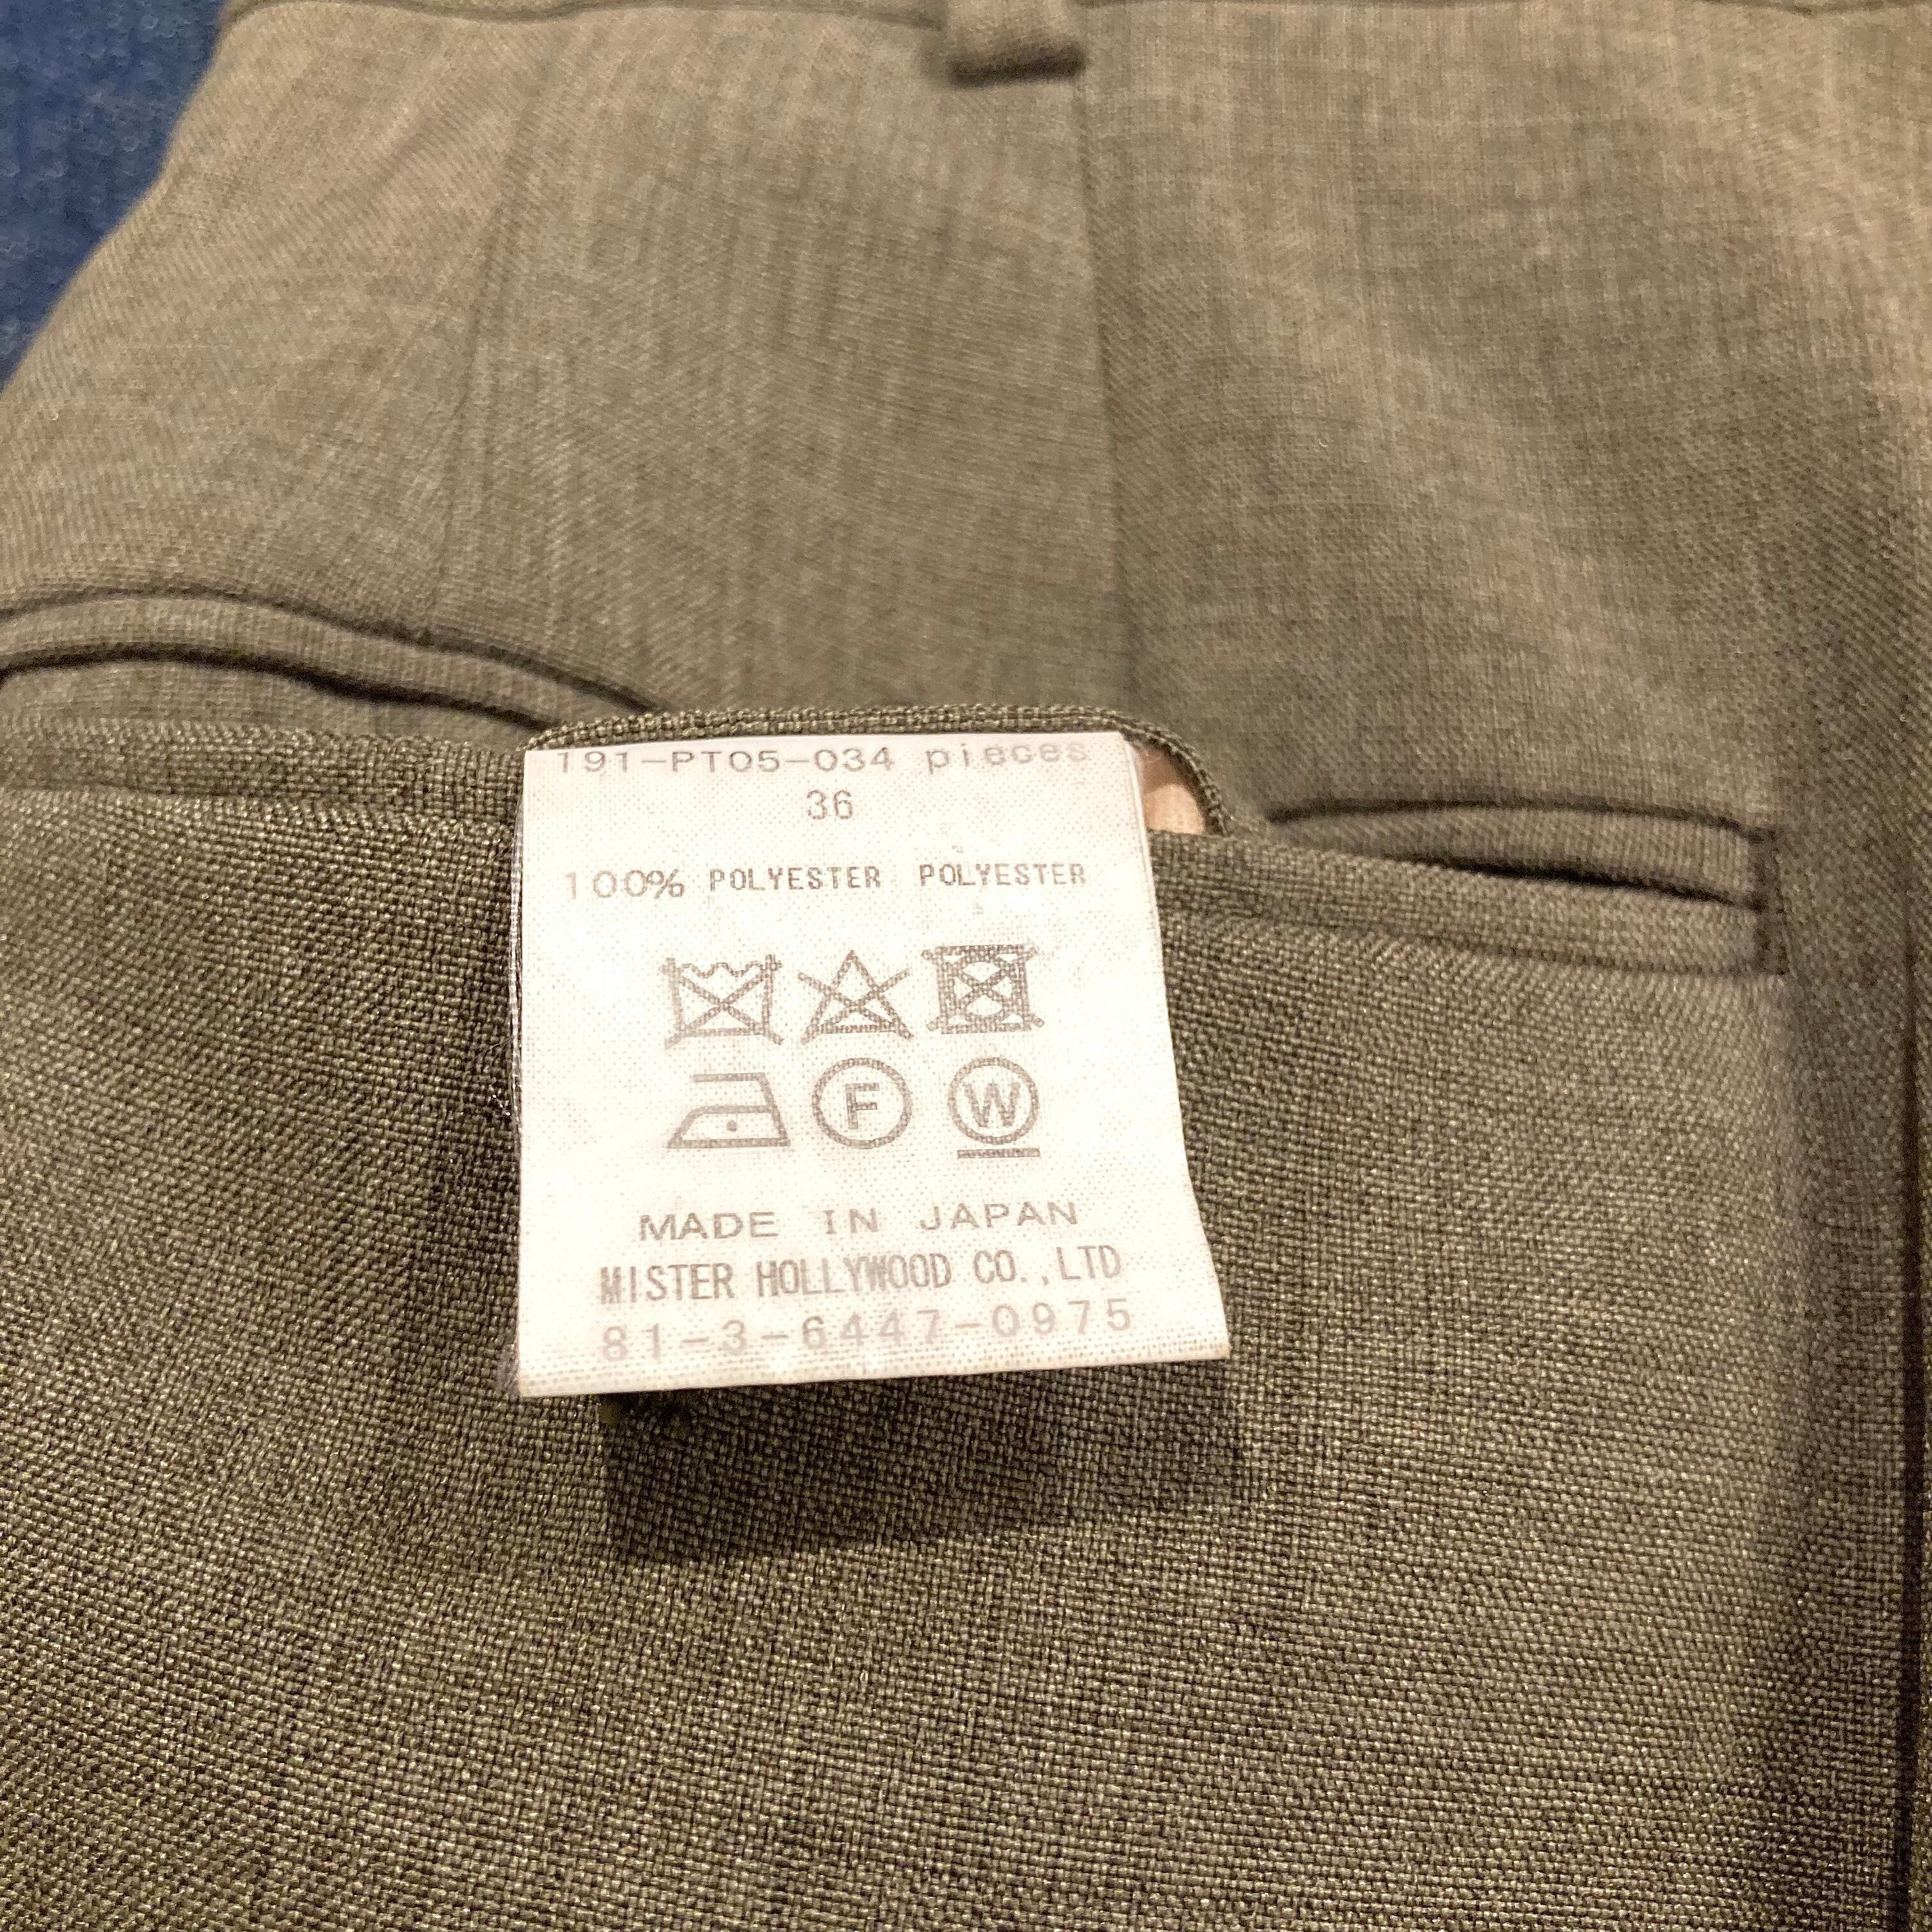 191-PT05-034 pieces
36
100% POLYESTER POLYESTER
F W
MADE IN JAPAN
MISTER HOLLYWOOD CO.,LTD
81-3-6447-0975